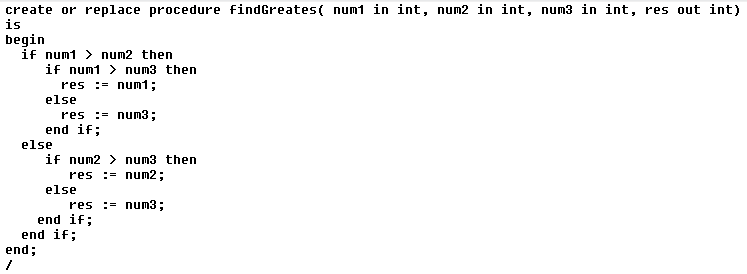 create or replace procedure findGreates( num1 in int, num2 in int, num3 in int, res out int)
is
begin
  if num1 > num2 then
     if num1 > num3 then
       res := num1;
     else
       res := num3;
     end if;
  else
     if num2 > num3 then
        res := num2;
     else
        res := num3;
    end if;
  end if;
end;
/